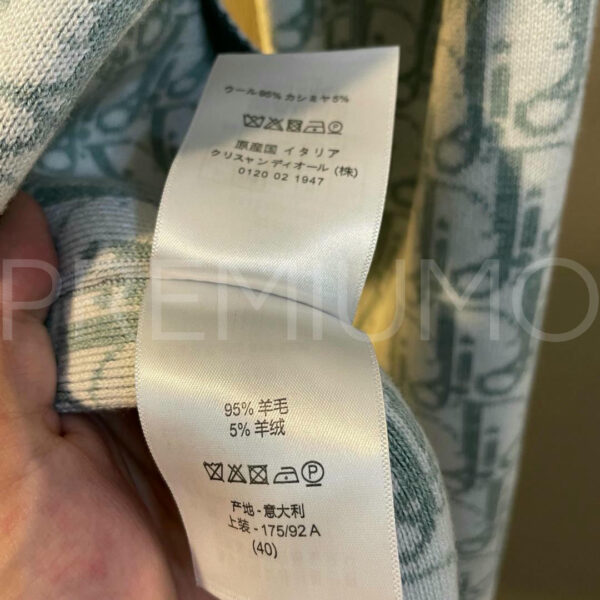 ウール95% カシミヤ5%
原産国 イタリア
クリスチャン ディオール (株)
0120 02 1947
PREMIUMO
95% 羊毛
5% 羊绒
产地 - 意大利
上装 - 175/92 A
(40)